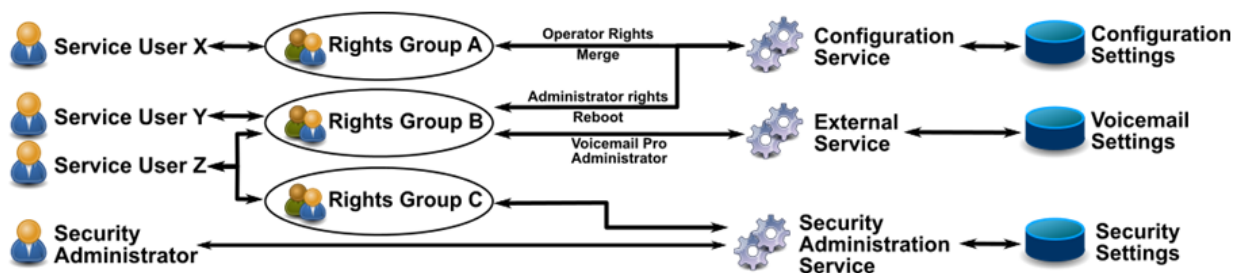 Service User X
Rights Group A
Operator Rights
Merge
Configuration
Service
Configuration
Settings
Service User Y
Rights Group B
Administrator rights
Reboot
Voicemail Pro
Administrator
External
Service
Voicemail
Settings
Service User Z
Rights Group C
Security
Administrator
Security
Administration
Service
Security
Settings